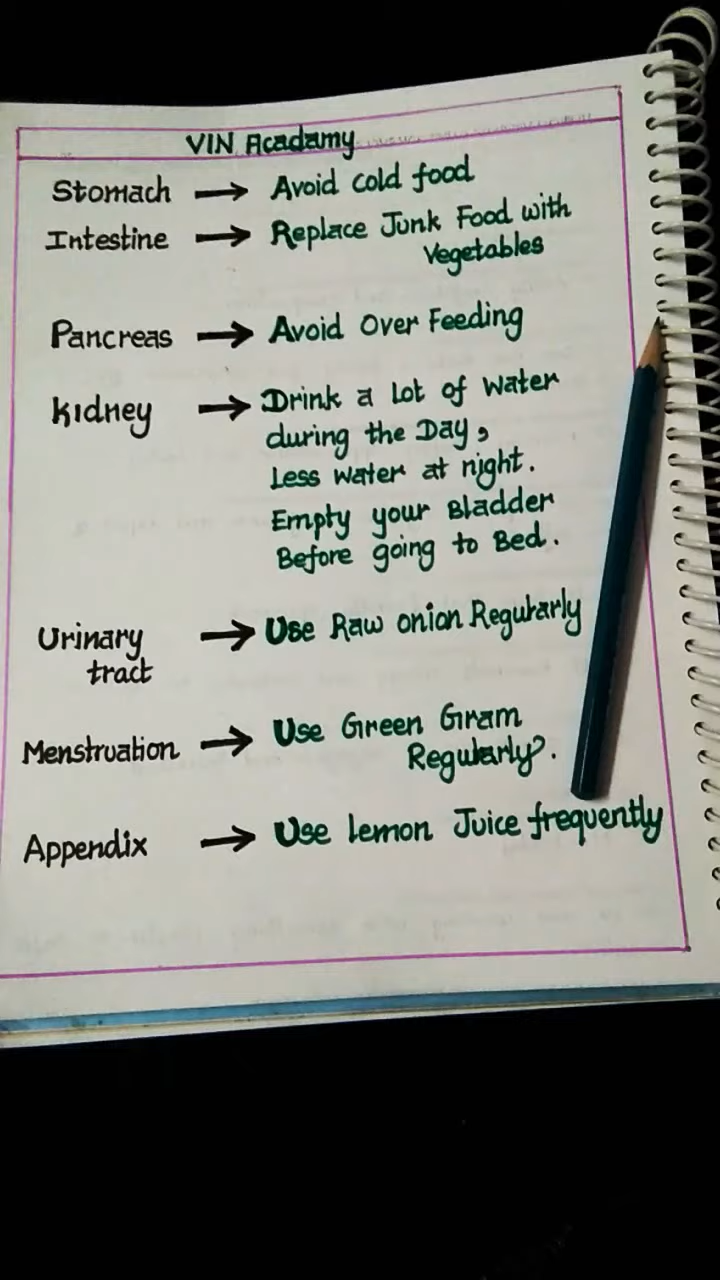 VIN Acadamy
Stomach → Avoid cold food
Intestine → Replace Junk Food with
Vegetables
Pancreas → Avoid Over Feeding
Kidney → Drink a Lot of Water
during the Day,
Less Water at night.
Empty your Bladder
Before going to Bed.
Urinary → Use Raw onion Regularly
tract
Menstruation → Use Green Gram
Regularly.
Appendix → Use lemon Juice frequently